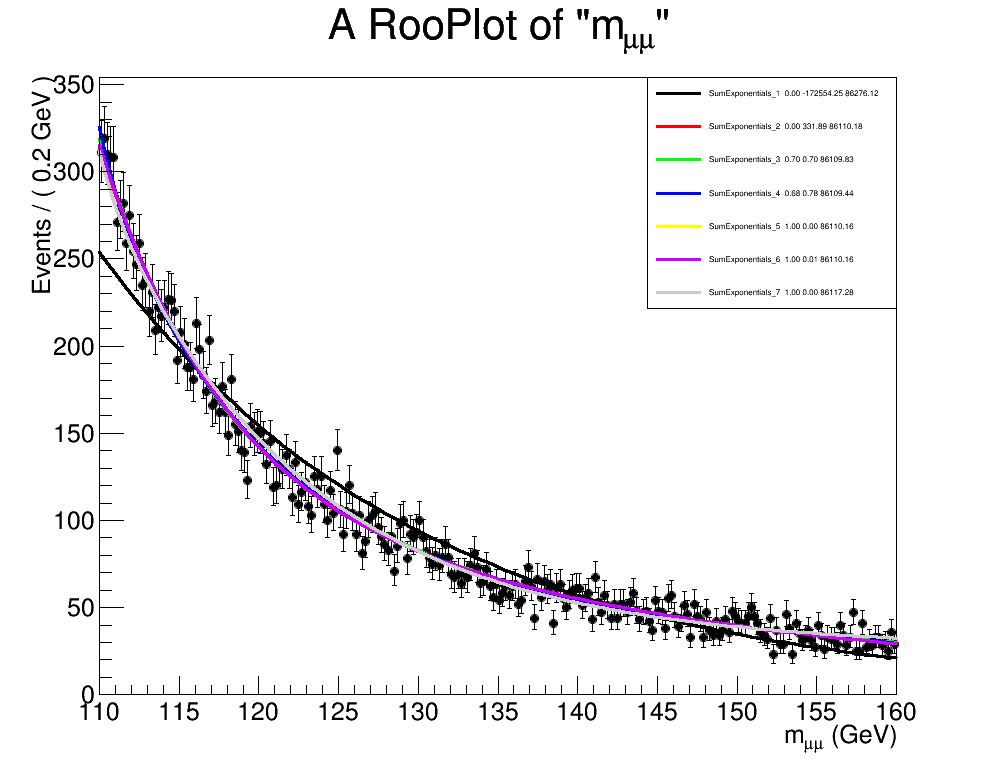 A RooPlot of "mμμ"
Events / ( 0.2 GeV )
350
300
250
200
150
100
50
0
SumExponentials_1 0.00 -172554.25 86276.12
SumExponentials_2 0.00 331.89 86110.18
SumExponentials_3 0.70 0.70 86109.83
SumExponentials_4 0.68 0.78 86109.44
SumExponentials_5 1.00 0.00 86110.16
SumExponentials_6 1.00 0.01 86110.16
SumExponentials_7 1.00 0.00 86117.28
110 115 120 125 130 135 140 145 150 155 160
mμμ (GeV)